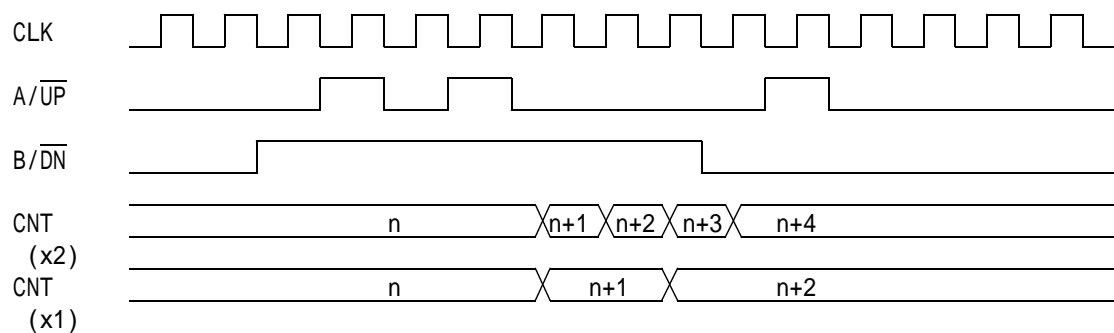 CLK
A/UP
B/DN
CNT n n+1 n+2 n+3 n+4
(x2)
CNT n n+1 n+2
(x1)